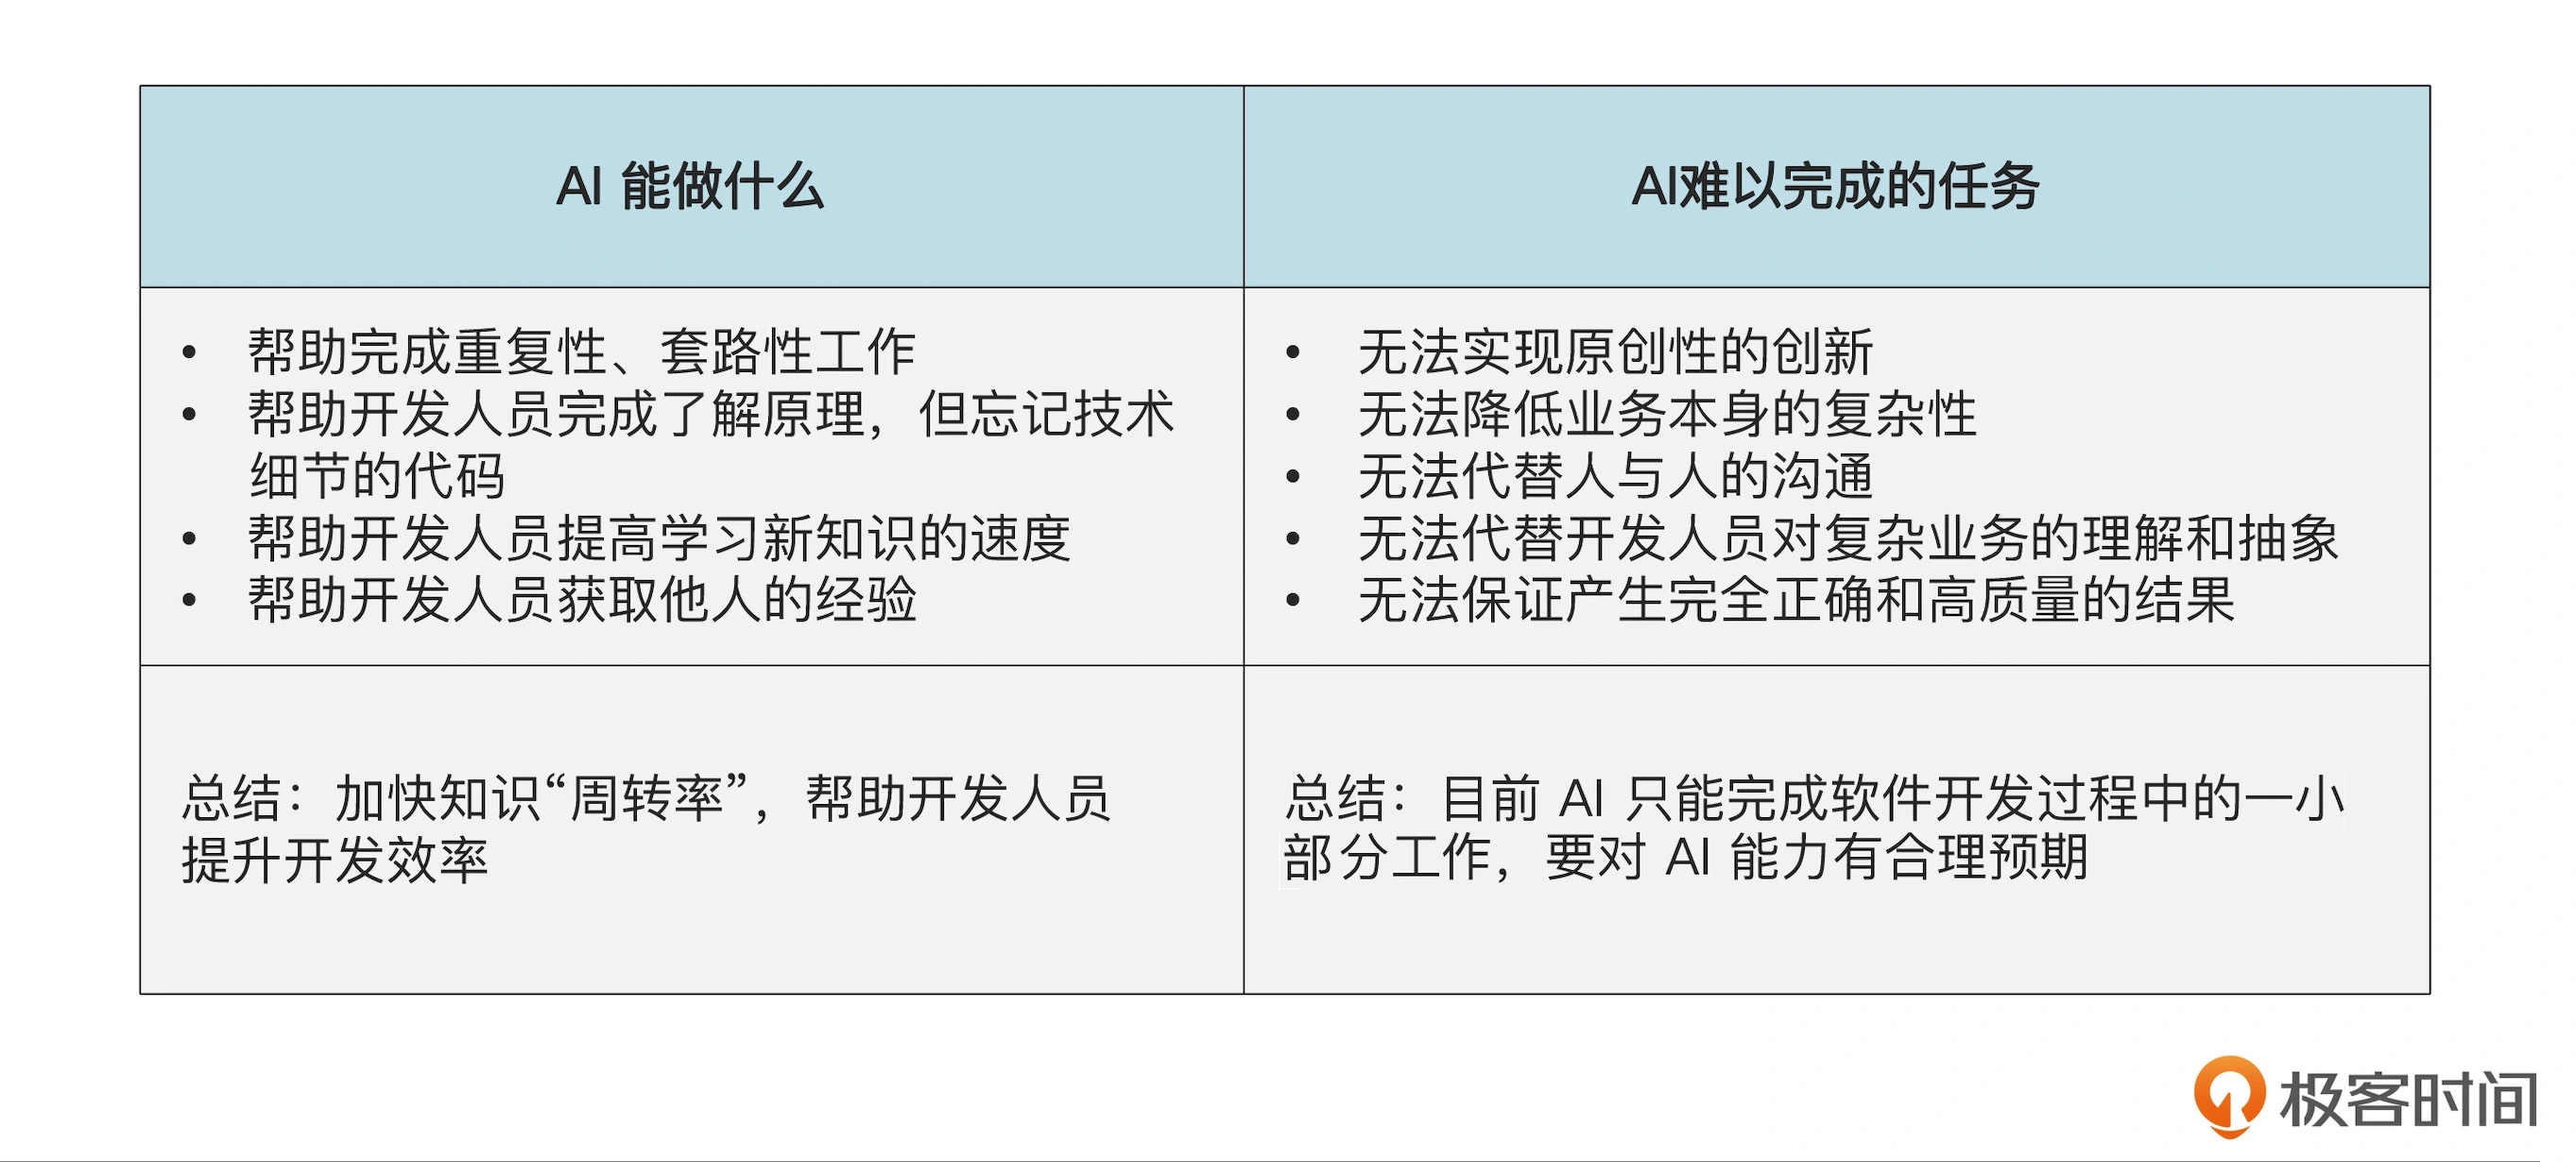 AI 能做什么
AI难以完成的任务
• 帮助完成重复性、套路性工作
• 帮助开发人员完成了解原理，但忘记技术
细节的代码
• 帮助开发人员提高学习新知识的速度
• 帮助开发人员获取他人的经验
• 无法实现原创性的创新
• 无法降低业务本身的复杂性
• 无法代替人与人的沟通
• 无法代替开发人员对复杂业务的理解和抽象
• 无法保证产生完全正确和高质量的结果
总结：加快知识“周转率”，帮助开发人员
提升开发效率
总结：目前 AI 只能完成软件开发过程中的一小
部分工作，要对 AI 能力有合理预期
极客时间